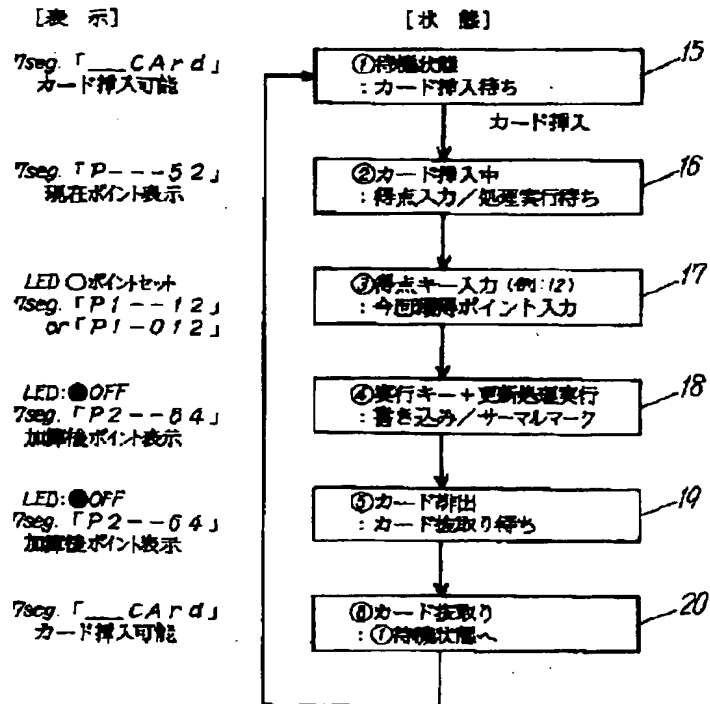 [表 示]
[状 態]
7seg.「___CArd」
カード挿入可能
①待機状態
:カード挿入待ち
15
カード挿入
7seg.「P---52」
現在ポイント表示
②カード挿入中
:得点入力/処理実行待ち
16
LED ○ポイントセット
7seg.「P1--12」
or「P1-012」
③得点キー入力(例:12)
:今回獲得ポイント入力
17
LED:●OFF
7seg.「P2--64」
加算後ポイント表示
④実行キー+更新処理実行
:書き込み/サーマルマーク
18
LED:●OFF
7seg.「P2--64」
加算後ポイント表示
⑤カード排出
:カード抜取り待ち
19
7seg.「___CArd」
カード挿入可能
⑥カード抜取り
:①待機状態へ
20